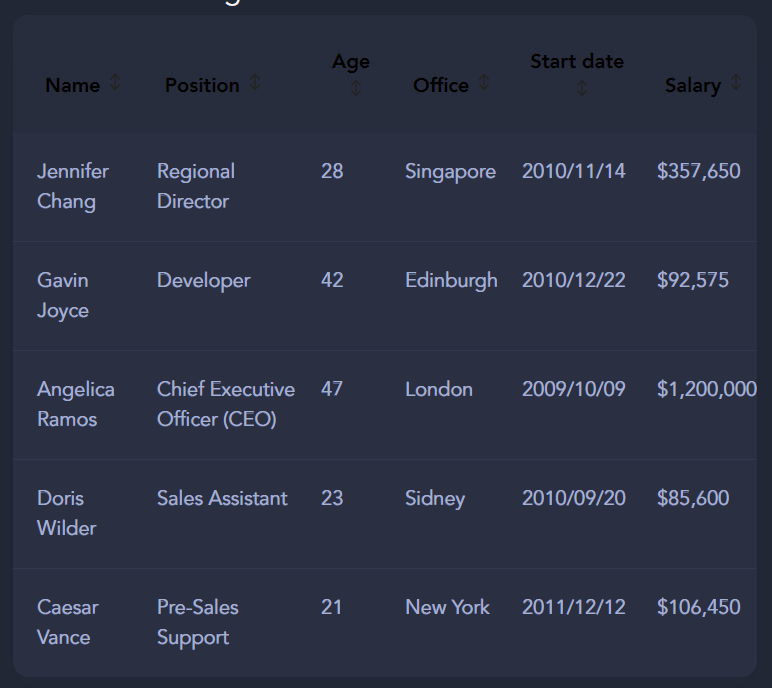 Name Position Age Office Start date Salary
Jennifer Chang Regional Director 28 Singapore 2010/11/14 $357,650
Gavin Joyce Developer 42 Edinburgh 2010/12/22 $92,575
Angelica Ramos Chief Executive Officer (CEO) 47 London 2009/10/09 $1,200,000
Doris Wilder Sales Assistant 23 Sidney 2010/09/20 $85,600
Caesar Vance Pre-Sales Support 21 New York 2011/12/12 $106,450